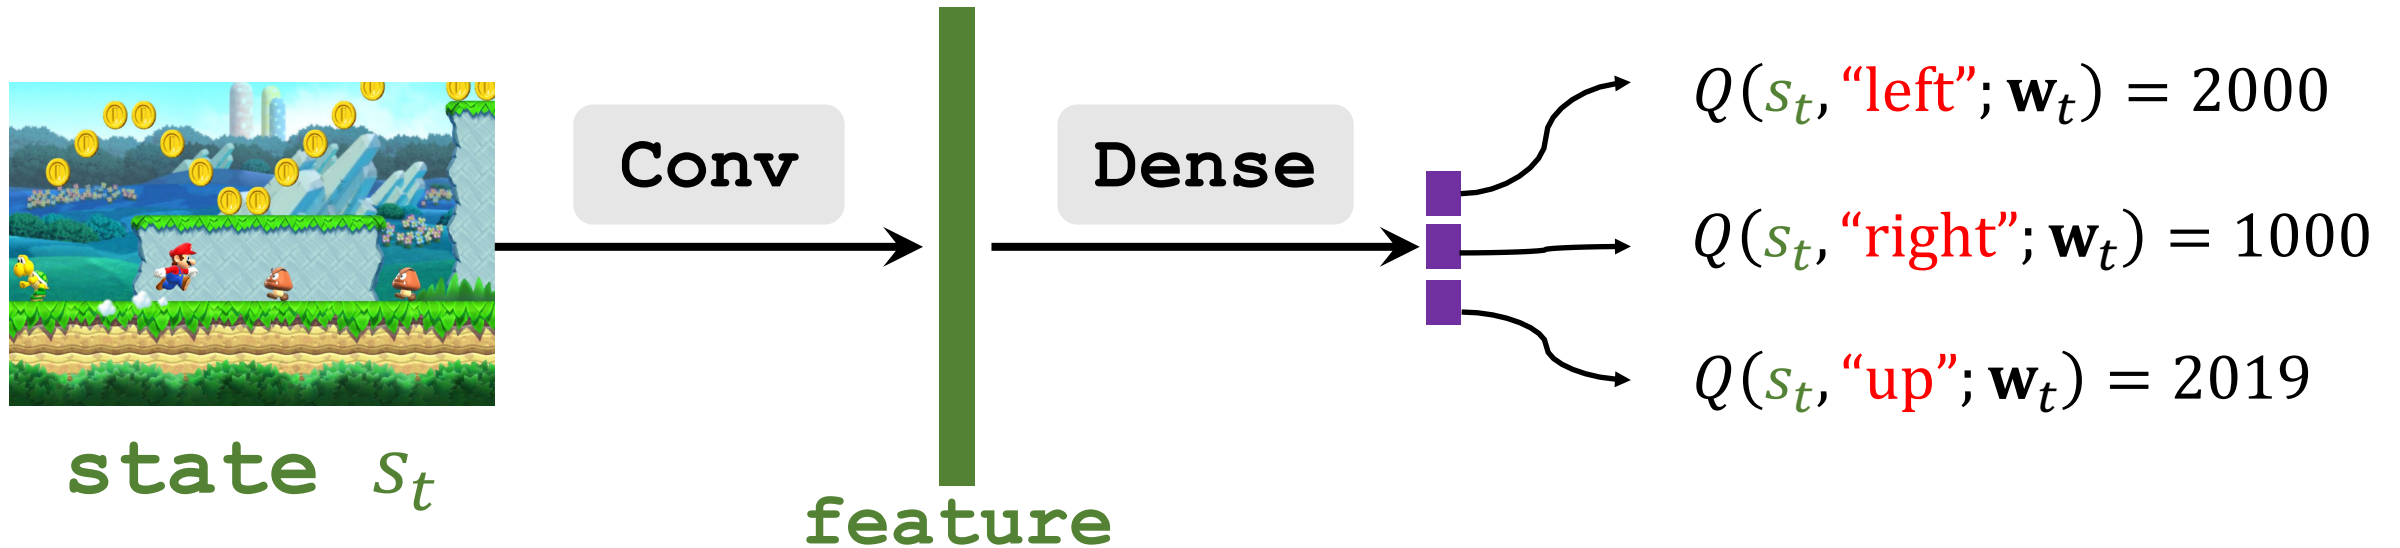 Conv
Dense
Q(s_t, “left”; w_t) = 2000
Q(s_t, “right”; w_t) = 1000
Q(s_t, “up”; w_t) = 2019
state s_t
feature